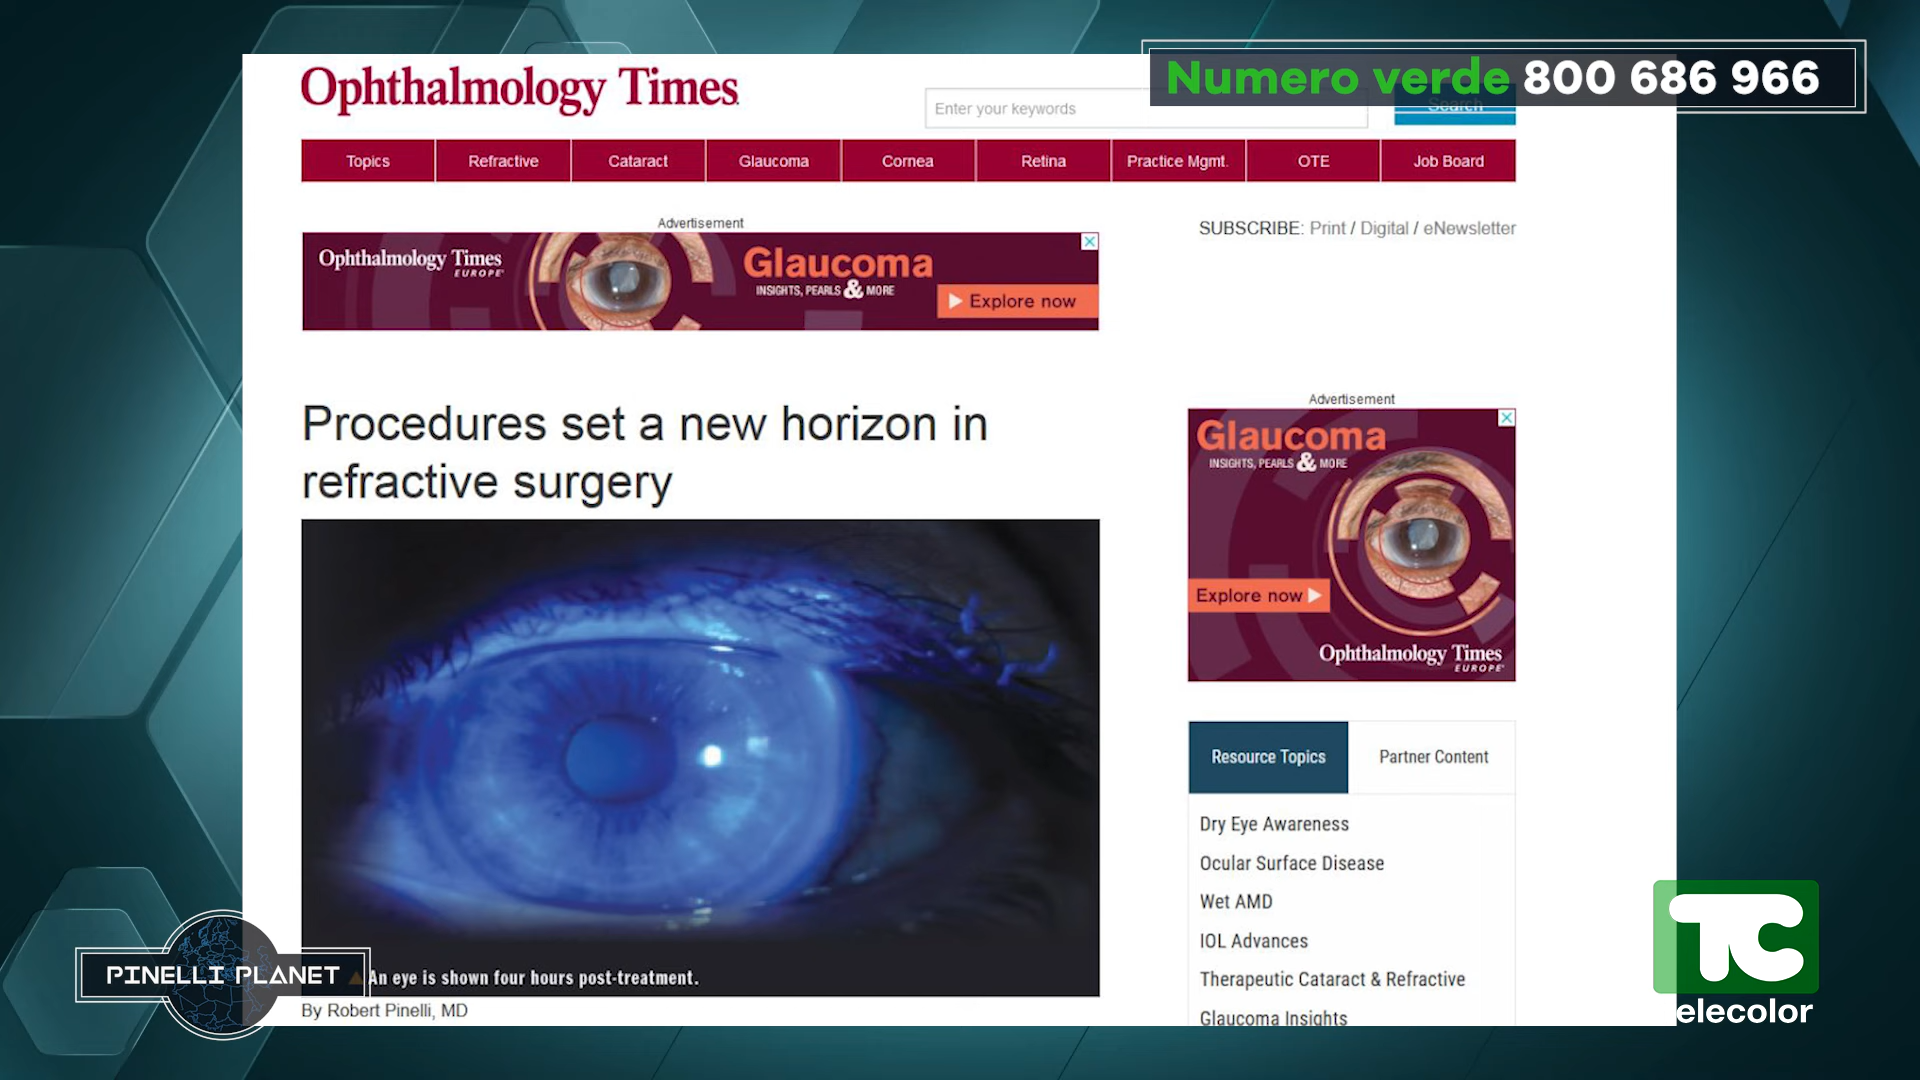 Numero verde 800 686 966
Ophthalmology Times
Enter your keywords
Search
Topics
Refractive
Cataract
Glaucoma
Cornea
Retina
Practice Mgmt.
OTE
Job Board
Advertisement
SUBSCRIBE: Print / Digital / eNewsletter
Ophthalmology Times
EUROPE
Glaucoma
INSIGHTS, PEARLS & MORE
Explore now
Procedures set a new horizon in
refractive surgery
Advertisement
Glaucoma
INSIGHTS, PEARLS & MORE
Explore now
Ophthalmology Times
EUROPE
Resource Topics
Partner Content
Dry Eye Awareness
Ocular Surface Disease
Wet AMD
IOL Advances
Therapeutic Cataract & Refractive
Glaucoma Insights
An eye is shown four hours post-treatment.
By Robert Pinelli, MD
PINELLI PLANET
TC
elecolor